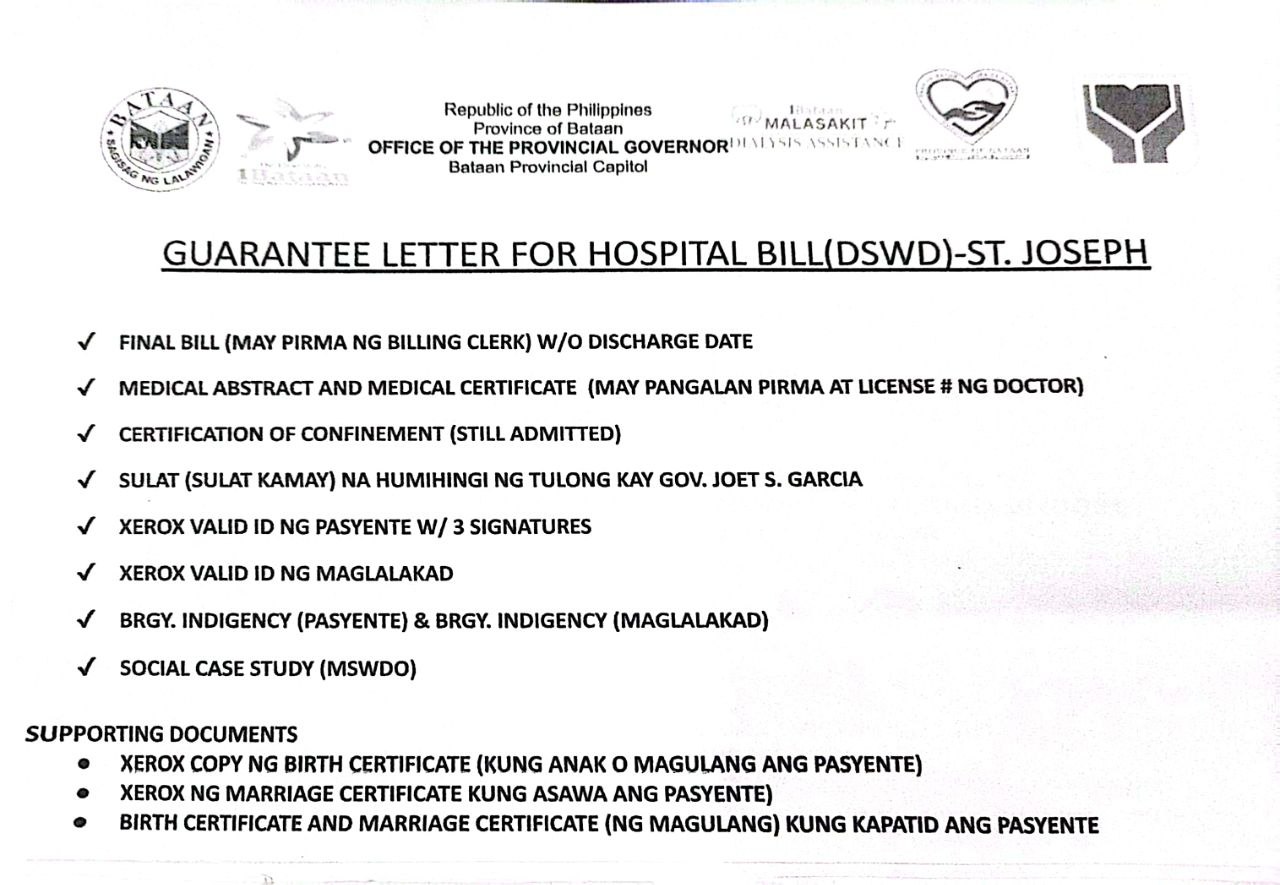 BATAAN
SAGISAG NG LALAWIGAN
1Bataan
Republic of the Philippines
Province of Bataan
OFFICE OF THE PROVINCIAL GOVERNOR
Bataan Provincial Capitol
1Bataan
MALASAKIT
DIALYSIS ASSISTANCE
PROVINCE OF BATAAN
GUARANTEE LETTER FOR HOSPITAL BILL(DSWD)-ST. JOSEPH
✓ FINAL BILL (MAY PIRMA NG BILLING CLERK) W/O DISCHARGE DATE
✓ MEDICAL ABSTRACT AND MEDICAL CERTIFICATE (MAY PANGALAN PIRMA AT LICENSE # NG DOCTOR)
✓ CERTIFICATION OF CONFINEMENT (STILL ADMITTED)
✓ SULAT (SULAT KAMAY) NA HUMIHINGI NG TULONG KAY GOV. JOET S. GARCIA
✓ XEROX VALID ID NG PASYENTE W/ 3 SIGNATURES
✓ XEROX VALID ID NG MAGLALAKAD
✓ BRGY. INDIGENCY (PASYENTE) & BRGY. INDIGENCY (MAGLALAKAD)
✓ SOCIAL CASE STUDY (MSWDO)
SUPPORTING DOCUMENTS
• XEROX COPY NG BIRTH CERTIFICATE (KUNG ANAK O MAGULANG ANG PASYENTE)
• XEROX NG MARRIAGE CERTIFICATE KUNG ASAWA ANG PASYENTE)
• BIRTH CERTIFICATE AND MARRIAGE CERTIFICATE (NG MAGULANG) KUNG KAPATID ANG PASYENTE